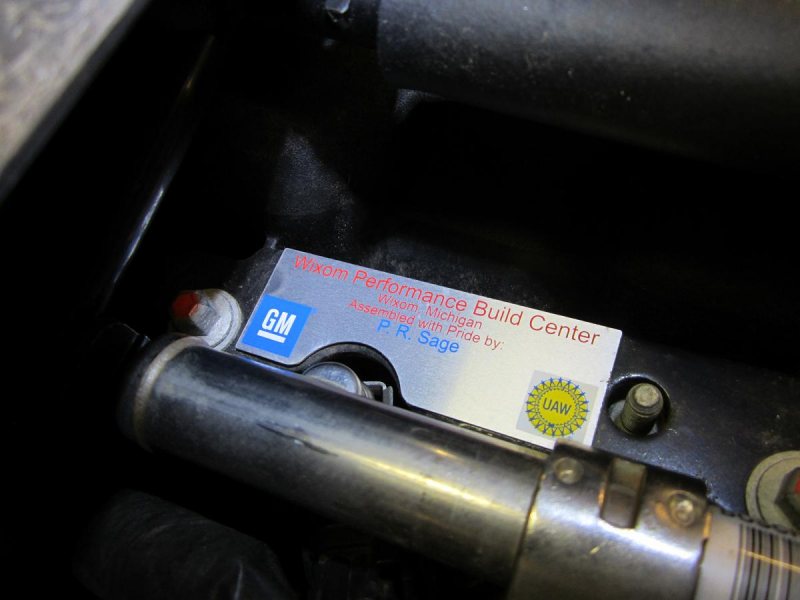 Wixom Performance Build Center
Wixom, Michigan
Assembled with Pride by:
P. R. Sage
GM
UAW